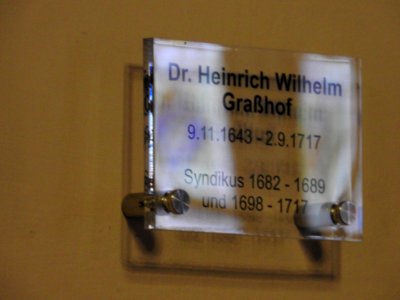 Dr. Heinrich Wilhelm
Graßhof
9.11.1643 - 2.9.1717
Syndikus 1682 - 1689
und 1698 - 1717